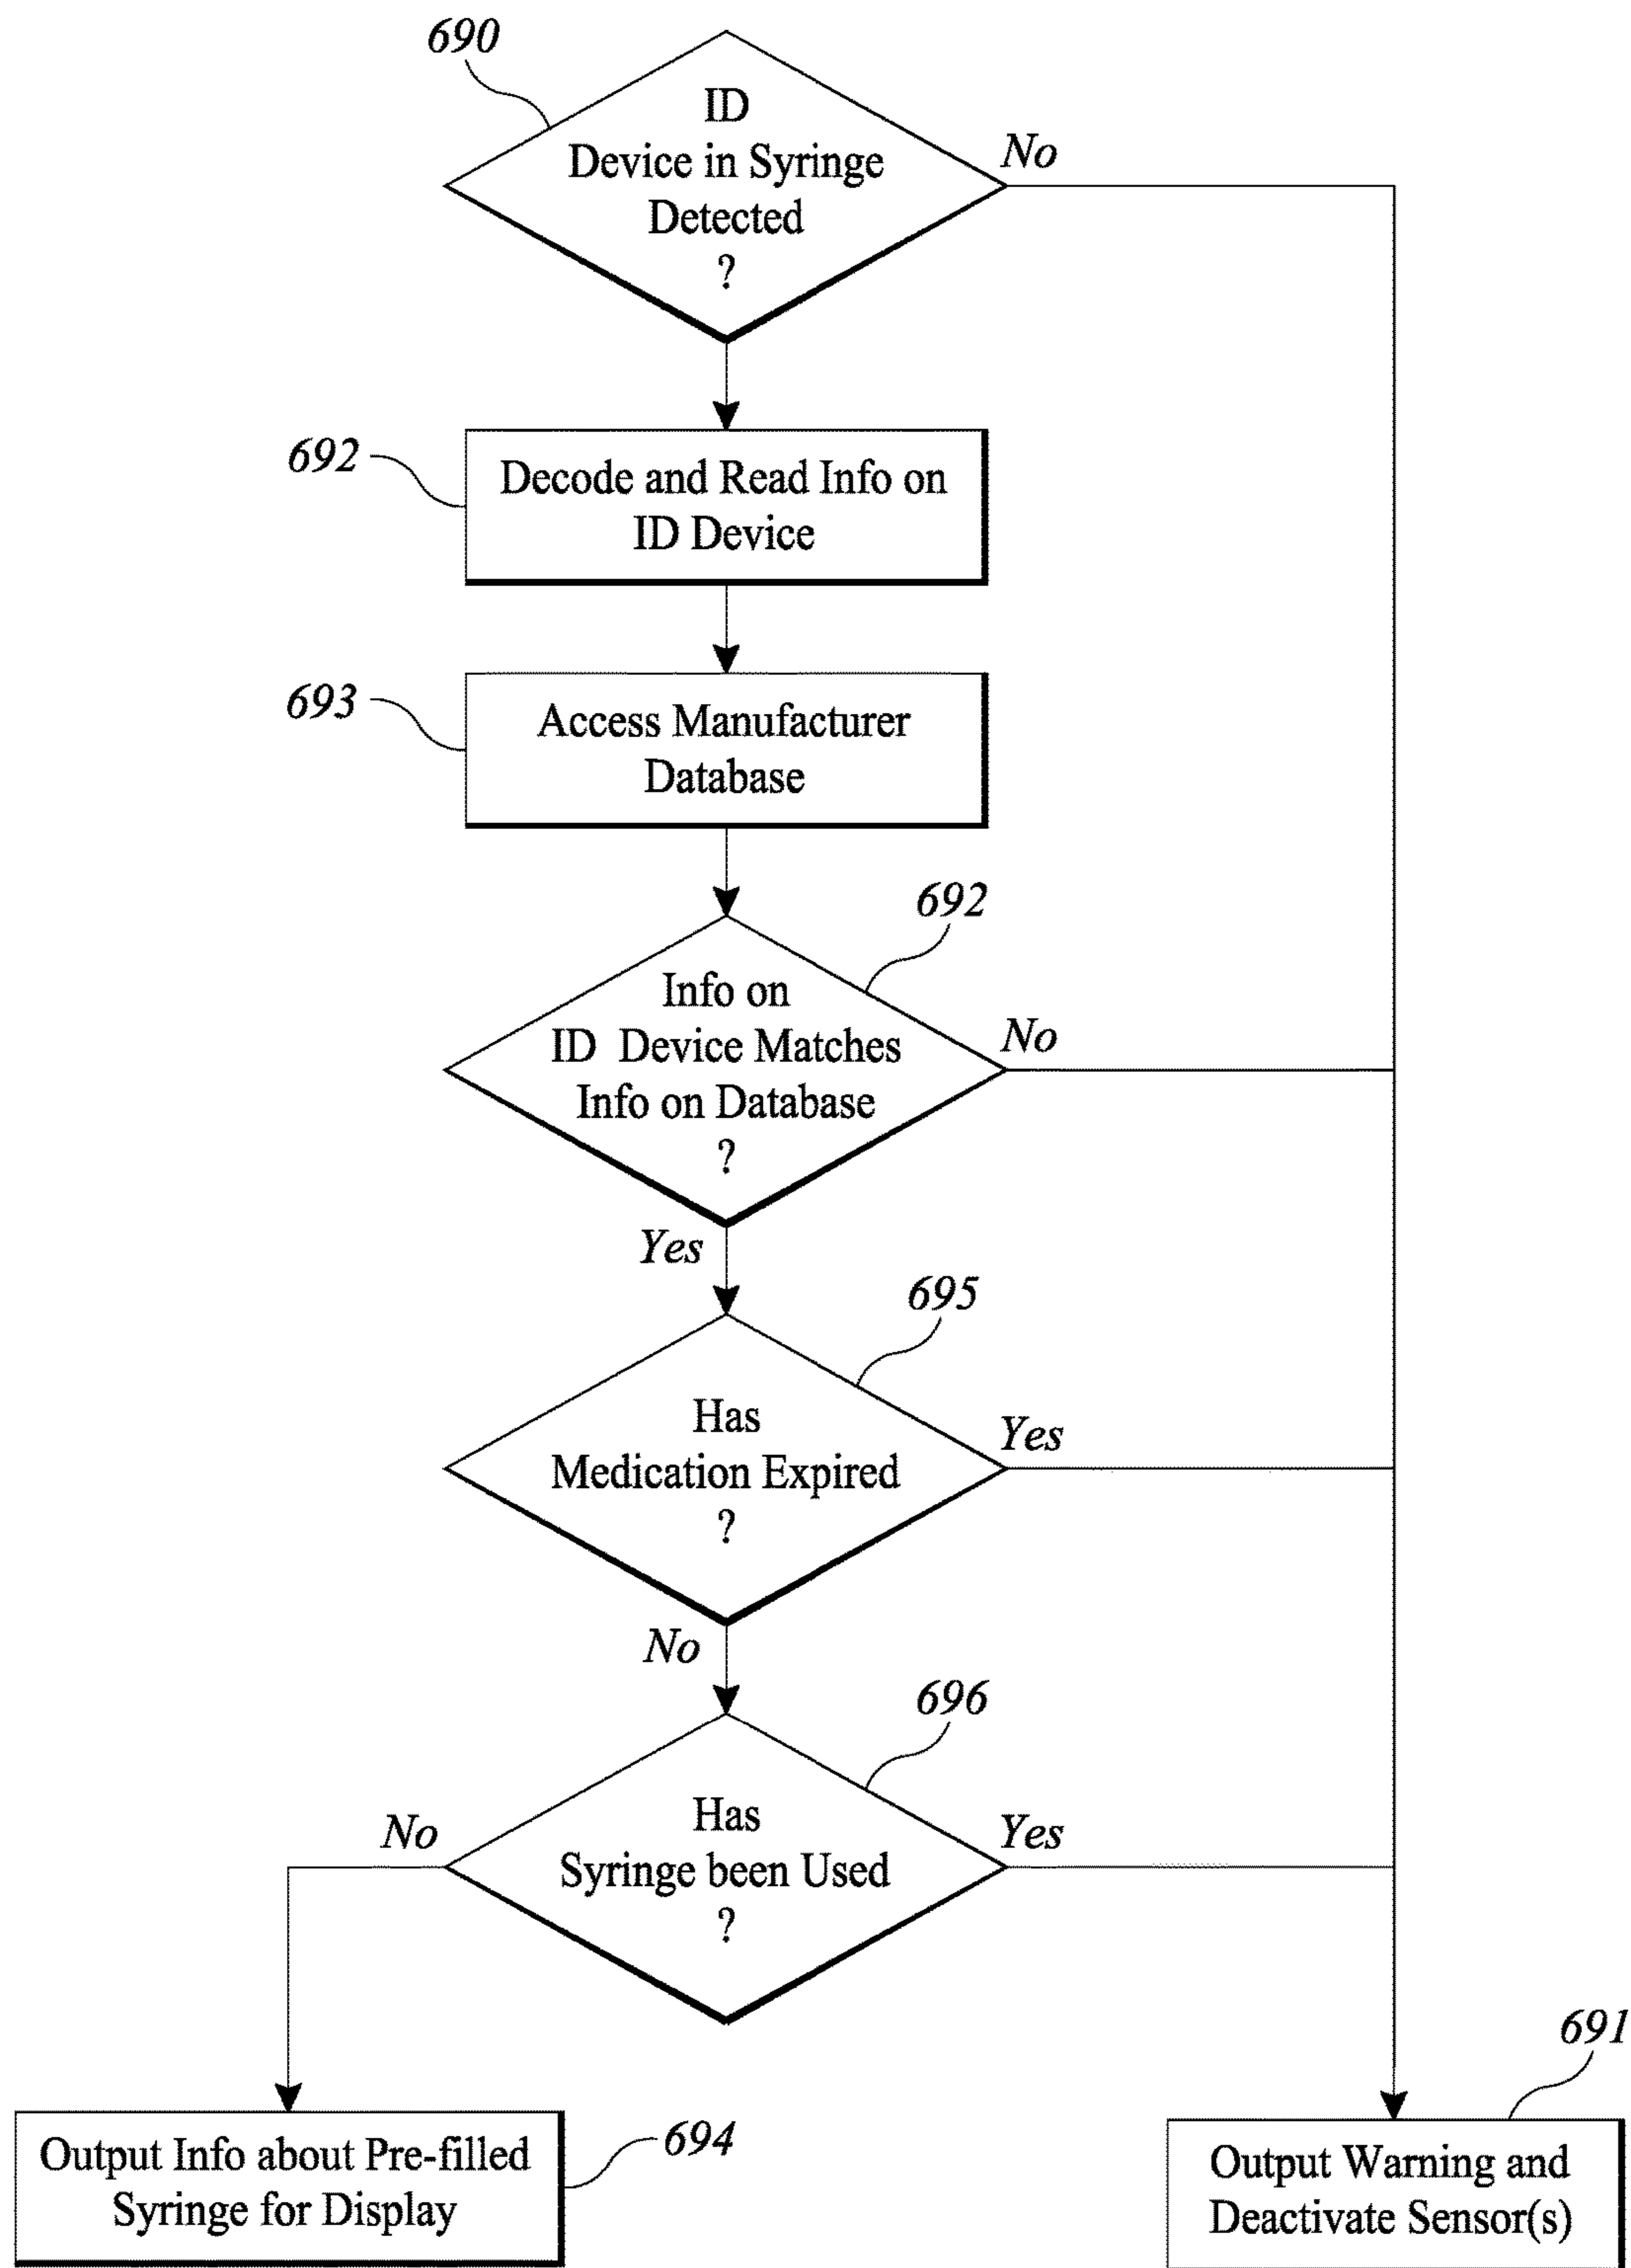 690
ID
Device in Syringe
Detected
?
No
692
Decode and Read Info on
ID Device
693
Access Manufacturer
Database
692
Info on
ID Device Matches
Info on Database
?
No
Yes
695
Has
Medication Expired
?
Yes
No
696
Has
Syringe been Used
?
No
Yes
691
Output Info about Pre-filled
Syringe for Display
694
Output Warning and
Deactivate Sensor(s)